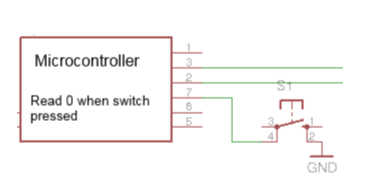 Microcontroller
Read 0 when switch
pressed
1
3
2
7
6
5
S1
3 1
4 2
GND